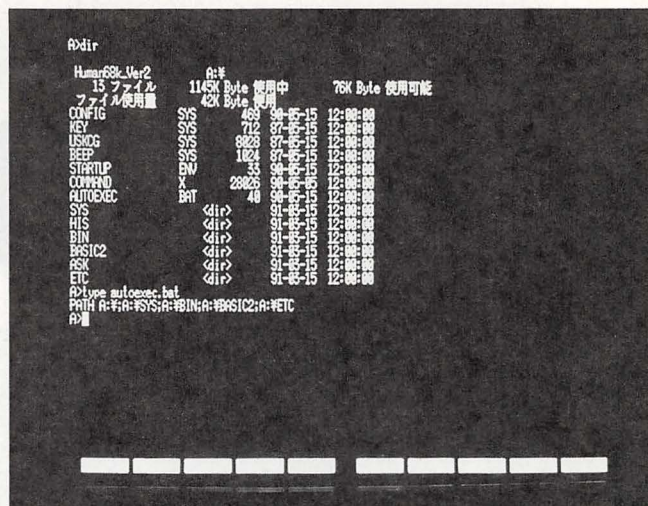 A>dir
Human68k_Ver2 A:¥
13 ファイル 1145K Byte 使用中 76K Byte 使用可能
ファイル使用量 42K Byte 使用
CONFIG SYS 469 90-05-15 12:00:00
KEY SYS 712 87-05-15 12:00:00
USKCG SYS 8028 87-05-15 12:00:00
BEEP SYS 1024 87-05-15 12:00:00
STARTUP ENV 33 90-05-15 12:00:00
COMMAND X 28026 90-05-05 12:00:00
AUTOEXEC BAT 40 90-05-15 12:00:00
SYS <dir> 91-03-15 12:00:00
HIS <dir> 91-03-15 12:00:00
BIN <dir> 91-03-15 12:00:00
BASIC2 <dir> 91-03-15 12:00:00
ASK <dir> 91-03-15 12:00:00
ETC <dir> 91-03-15 12:00:00
A>type autoexec.bat
PATH A:¥;A:¥SYS;A:¥BIN;A:¥BASIC2;A:¥ETC
A>